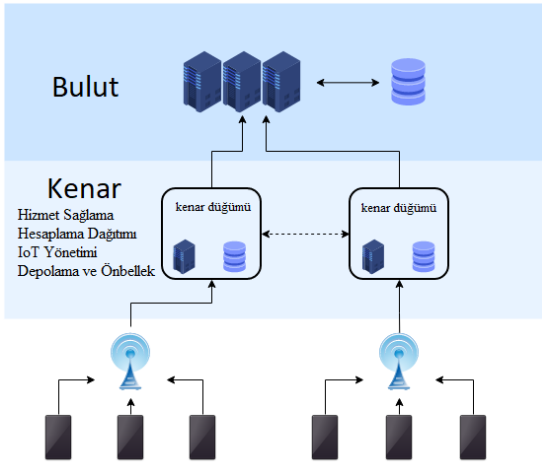 Bulut
Kenar
Hizmet Sağlama
Hesaplama Dağıtımı
IoT Yönetimi
Depolama ve Önbellek
kenar düğümü
kenar düğümü